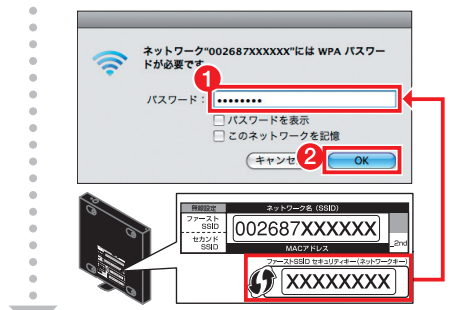 ネットワーク"002687XXXXXX"には WPA パスワー
ドが必要です
1
パスワード：
••••••••
パスワードを表示
このネットワークを記憶
キャンセ
2
OK
無線設定
ネットワーク名（SSID）
ファースト
SSID
002687XXXXXX
セカンド
SSID
_2nd
MACアドレス
ファーストSSID セキュリティキー(ネットワークキー)
XXXXXXXX